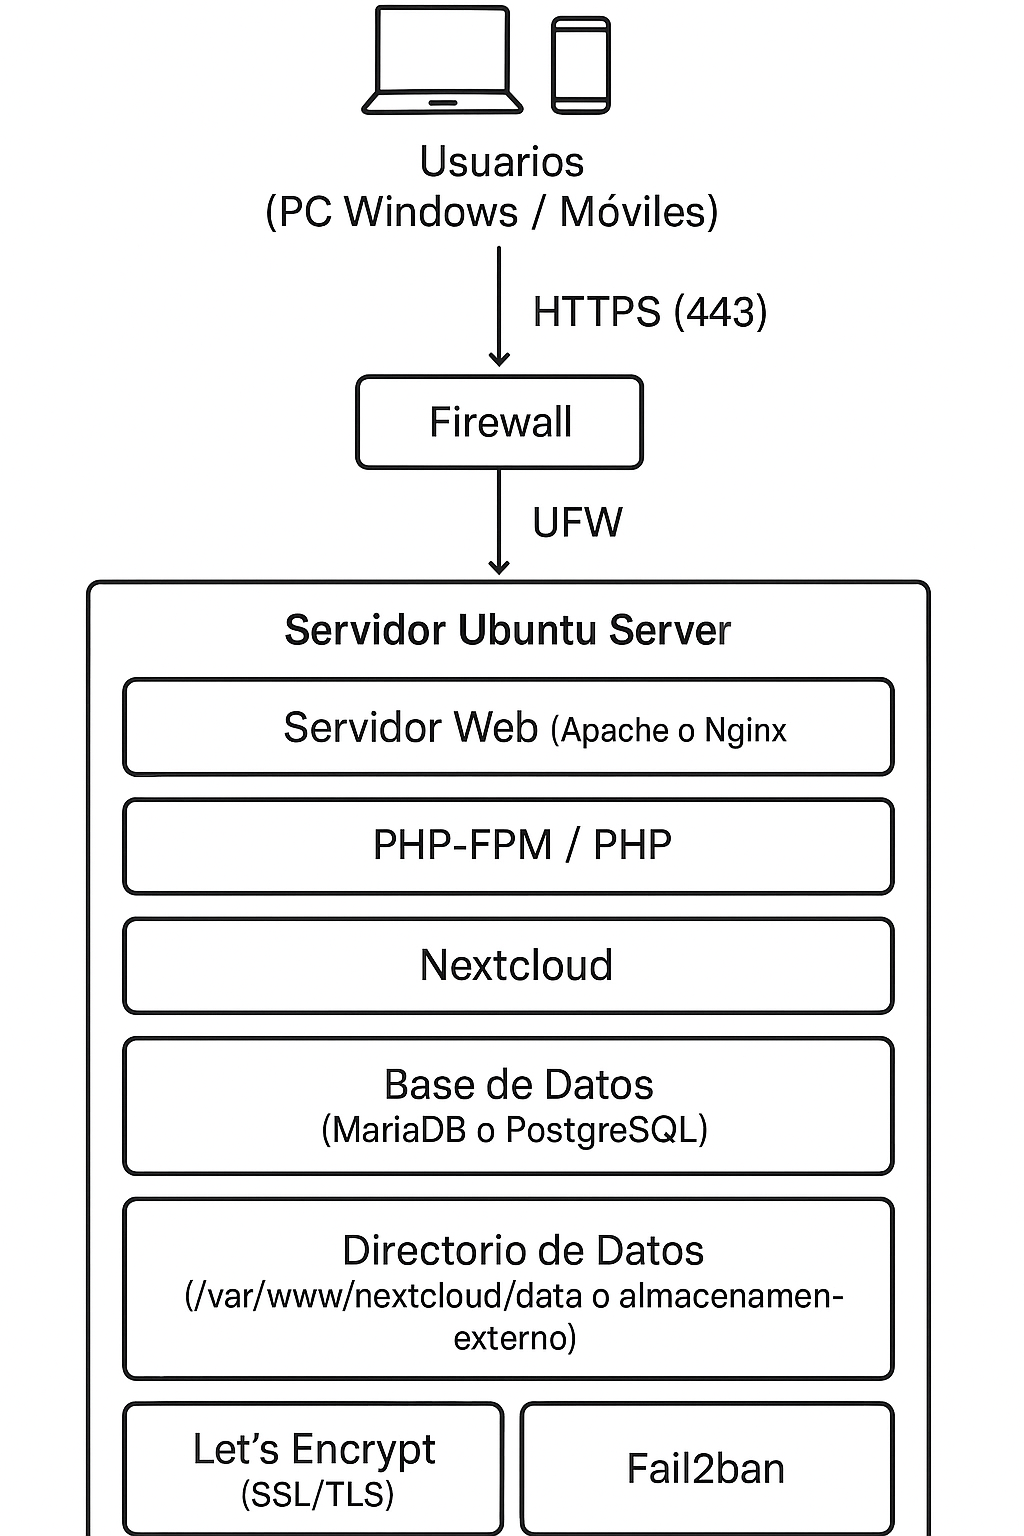 Usuarios
(PC Windows / Móviles)
HTTPS (443)
Firewall
UFW
Servidor Ubuntu Server
Servidor Web (Apache o Nginx
PHP-FPM / PHP
Nextcloud
Base de Datos
(MariaDB o PostgreSQL)
Directorio de Datos
(/var/www/nextcloud/data o almacenamen-
externo)
Let's Encrypt
(SSL/TLS)
Fail2ban